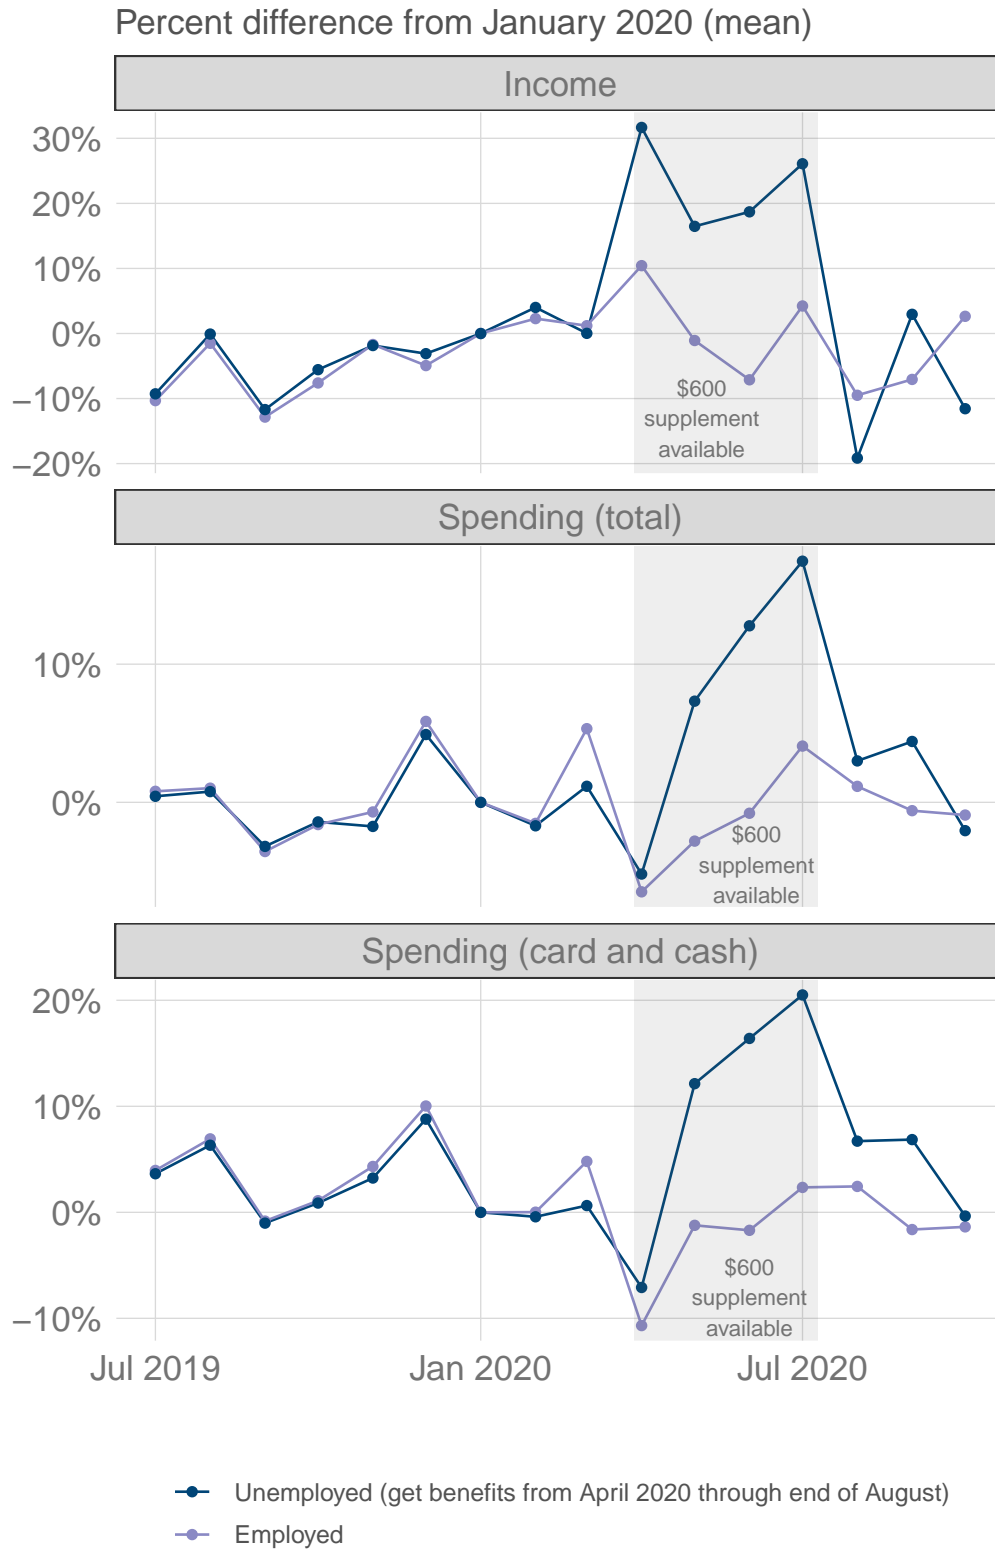 Percent difference from January 2020 (mean)
Income
30%
20%
10%
0%
−10%
−20%
$600
supplement
available
Spending (total)
10%
0%
$600
supplement
available
Spending (card and cash)
20%
10%
0%
−10%
$600
supplement
available
Jul 2019
Jan 2020
Jul 2020
Unemployed (get benefits from April 2020 through end of August)
Employed